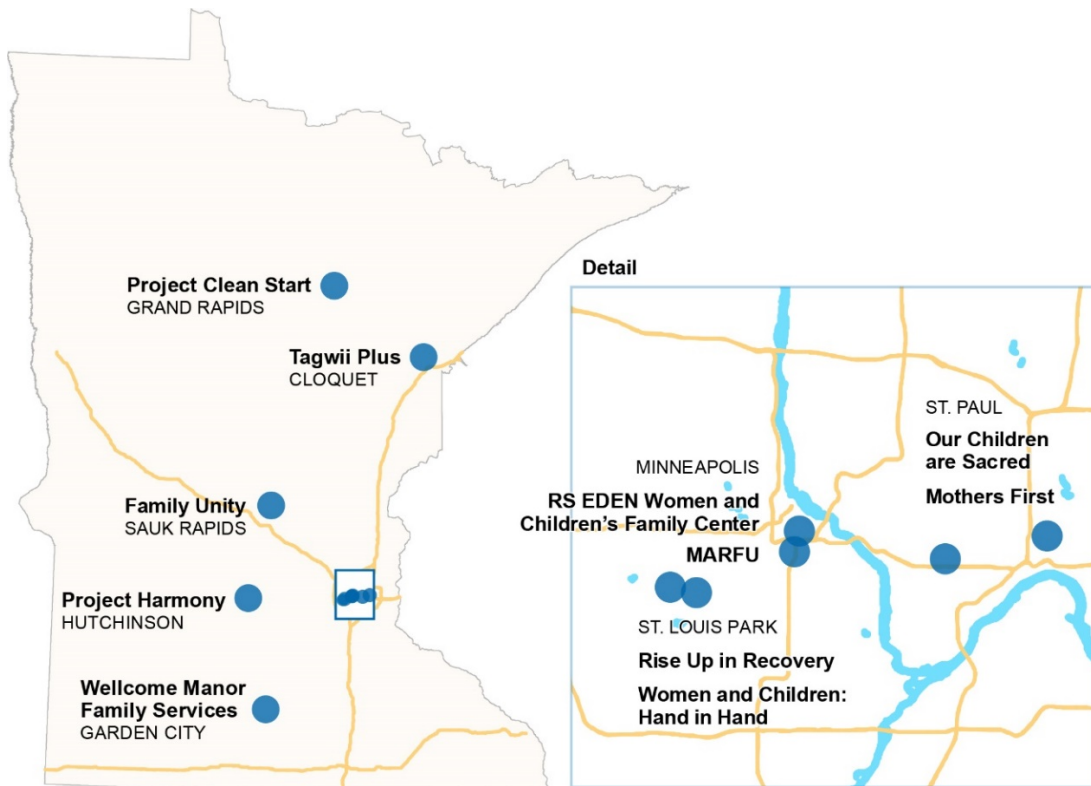 Project Clean Start
GRAND RAPIDS
Tagwii Plus
CLOQUET
Family Unity
SAUK RAPIDS
Project Harmony
HUTCHINSON
Wellcome Manor
Family Services
GARDEN CITY
Detail
ST. PAUL
Our Children
are Sacred
Mothers First
MINNEAPOLIS
RS EDEN Women and
Children’s Family Center
MARFU
ST. LOUIS PARK
Rise Up in Recovery
Women and Children:
Hand in Hand